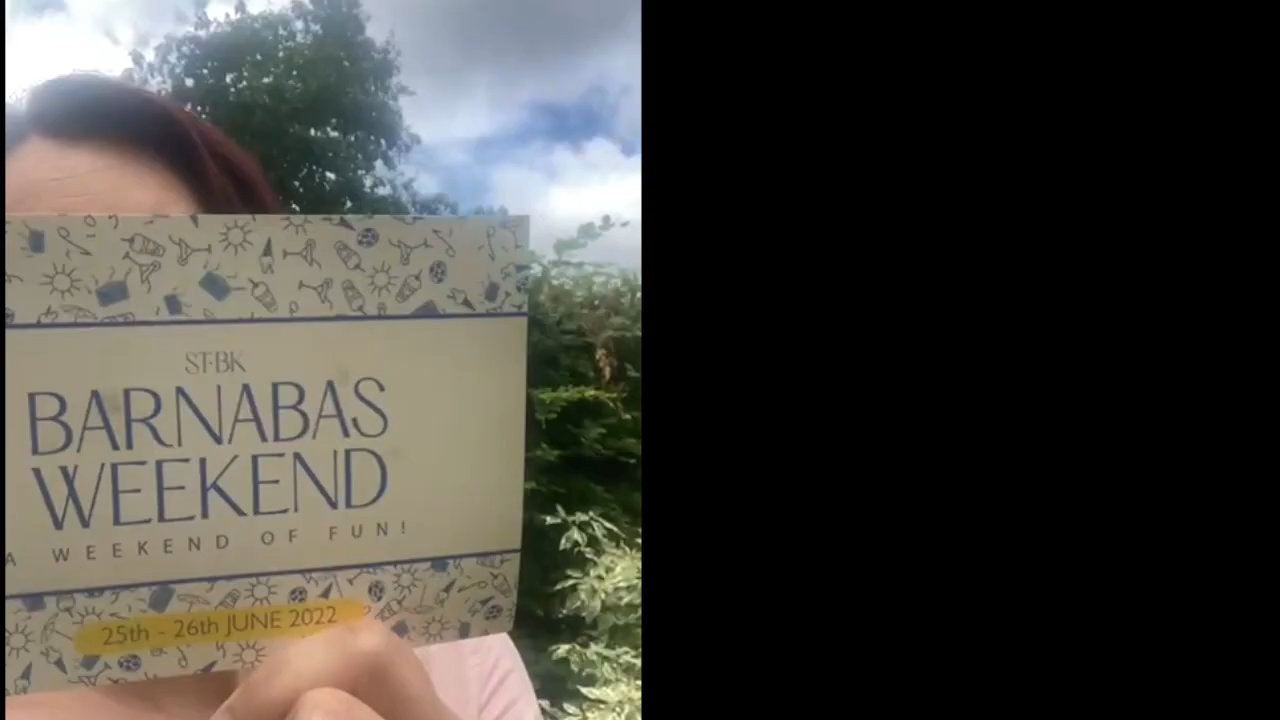 ST·BK
BARNABAS
WEEKEND
A WEEKEND OF FUN!
25th - 26th JUNE 2022